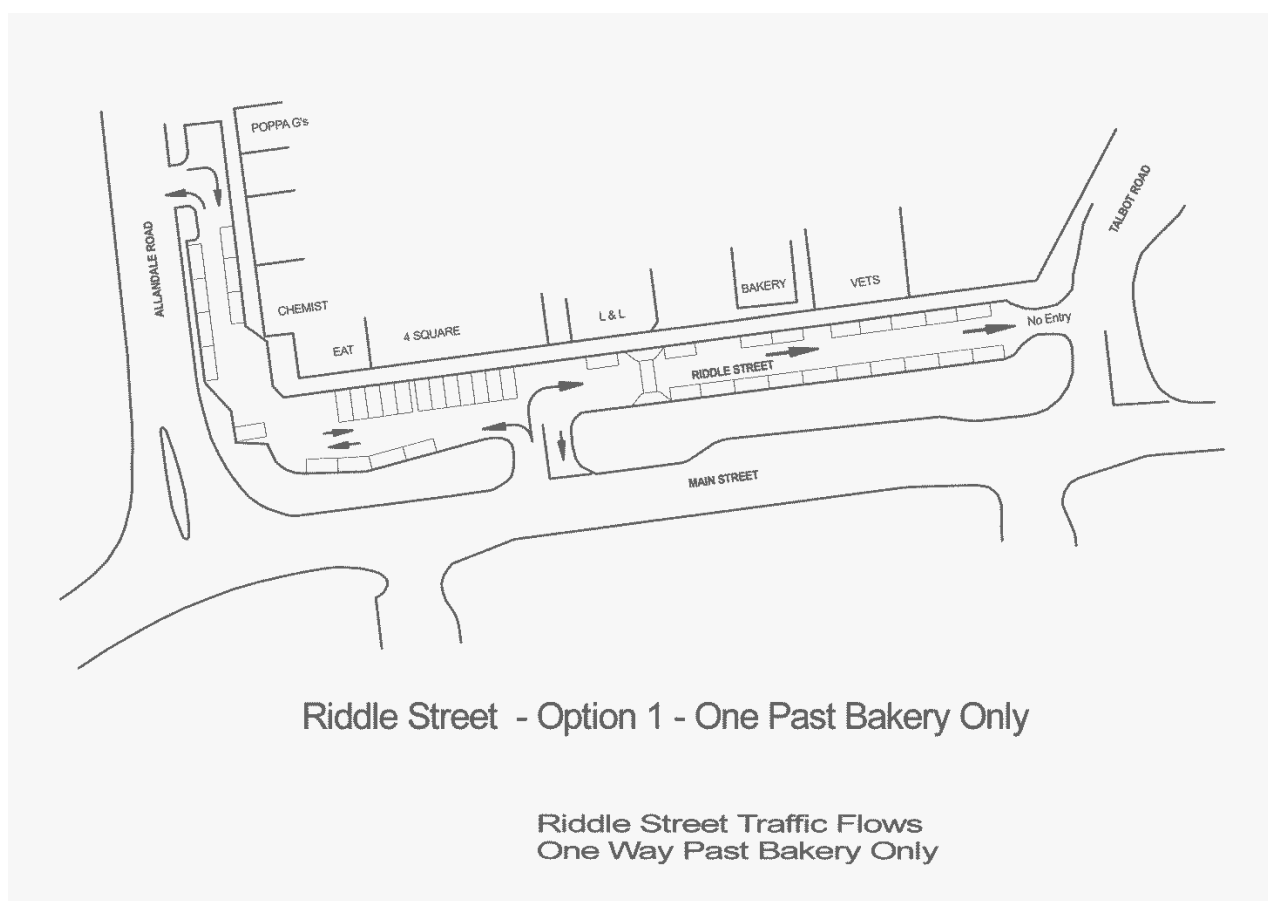 POPPA G's
ALLANDALE ROAD
TALBOT ROAD
CHEMIST
EAT
4 SQUARE
L & L
BAKERY
VETS
No Entry
RIDDLE STREET
MAIN STREET
Riddle Street - Option 1 - One Past Bakery Only
Riddle Street Traffic Flows
One Way Past Bakery Only